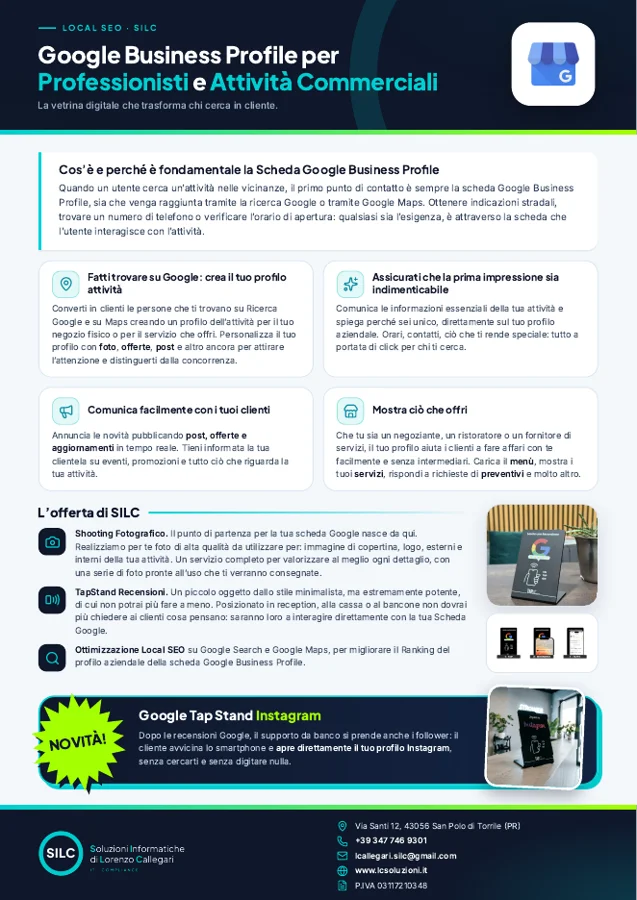 LOCAL SEO · SILC
Google Business Profile per
Professionisti e Attività Commerciali
La vetrina digitale che trasforma chi cerca in cliente.
G
Cos'è e perché è fondamentale la Scheda Google Business Profile
Quando un utente cerca un'attività nelle vicinanze, il primo punto di contatto è sempre la scheda Google Business
Profile, sia che venga raggiunta tramite la ricerca Google o tramite Google Maps. Ottenere indicazioni stradali,
trovare un numero di telefono o verificare l'orario di apertura: qualsiasi sia l'esigenza, è attraverso la scheda che
l'utente interagisce con l'attività.
Fatti trovare su Google: crea il tuo profilo
attività
Converti in clienti le persone che ti trovano su Ricerca
Google e su Maps creando un profilo dell'attività per il tuo
negozio fisico o per il servizio che offri. Personalizza il tuo
profilo con foto, offerte, post e altro ancora per attirare
l'attenzione e distinguerti dalla concorrenza.
Assicurati che la prima impressione sia
indimenticabile
Comunica le informazioni essenziali della tua attività e
spiega perché sei unico, direttamente sul tuo profilo
aziendale. Orari, contatti, ciò che ti rende speciale: tutto a
portata di click per chi ti cerca.
Comunica facilmente con i tuoi clienti
Annuncia le novità pubblicando post, offerte e
aggiornamenti in tempo reale. Tieni informata la tua
clientela su eventi, promozioni e tutto ciò che riguarda la
tua attività.
Mostra ciò che offri
Che tu sia un negoziante, un ristoratore o un fornitore di
servizi, il tuo profilo aiuta i clienti a fare affari con te
facilmente e senza intermediari. Carica il menù, mostra i
tuoi servizi, rispondi a richieste di preventivi e molto altro.
L'offerta di SILC
Shooting Fotografico. Il punto di partenza per la tua scheda Google nasce da qui.
Realizziamo per te foto di alta qualità da utilizzare per: immagine di copertina, logo, esterni e
interni della tua attività. Un servizio completo per valorizzare al meglio ogni dettaglio, con
una serie di foto pronte all'uso che ti verranno consegnate.
TapStand Recensioni. Un piccolo oggetto dallo stile minimalista, ma estremamente potente,
di cui non potrai più fare a meno. Posizionato in reception, alla cassa o al bancone non dovrai
più chiedere ai clienti cosa pensano: saranno loro a interagire direttamente con la tua Scheda
Google.
Ottimizzazione Local SEO su Google Search e Google Maps, per migliorare il Ranking del
profilo aziendale della scheda Google Business Profile.
NOVITÀ!
Google Tap Stand Instagram
Dopo le recensioni Google, il supporto da banco si prende anche i follower: il
cliente avvicina lo smartphone e apre direttamente il tuo profilo Instagram,
senza cercarti e senza digitare nulla.
SILC
Soluzioni Informatiche
di Lorenzo Callegari
IT COMPLIANCE
Via Santi 12, 43056 San Polo di Torrile (PR)
+39 347 746 9301
lcallegari.silc@gmail.com
www.lcsoluzioni.it
P.IVA 03117210348